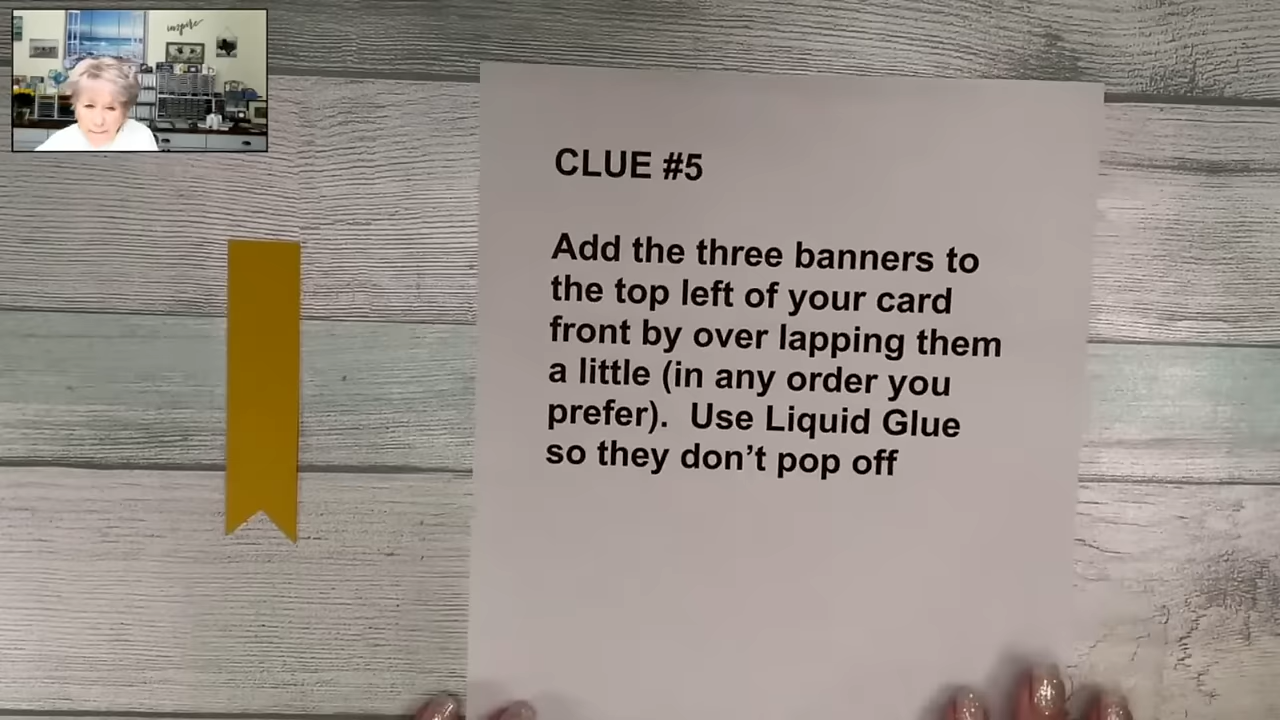 inspire
CLUE #5
Add the three banners to
the top left of your card
front by over lapping them
a little (in any order you
prefer).  Use Liquid Glue
so they don’t pop off